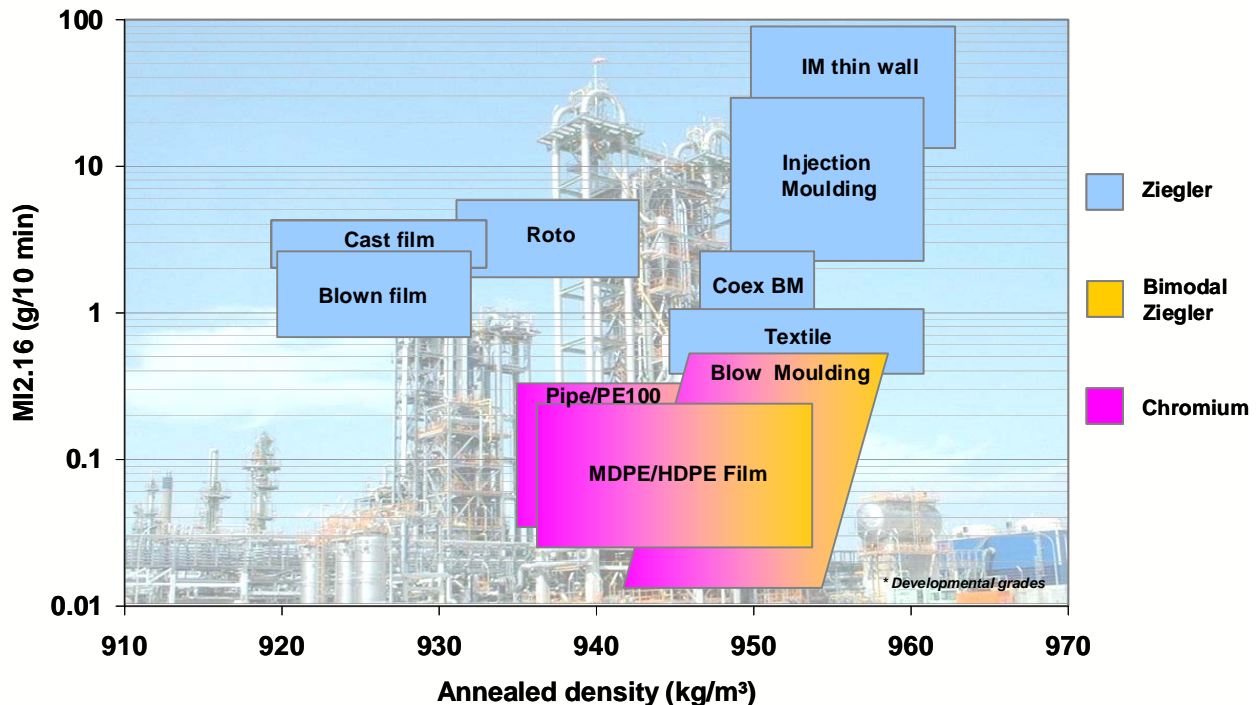 100
10
1
0.1
0.01
MI2.16 (g/10 min)
IM thin wall
Injection
Moulding
Roto
Cast film
Blown film
Coex BM
Textile
Blow Moulding
Pipe/PE100
MDPE/HDPE Film
* Developmental grades
910 920 930 940 950 960 970
Annealed density (kg/m³)
Ziegler
Bimodal
Ziegler
Chromium